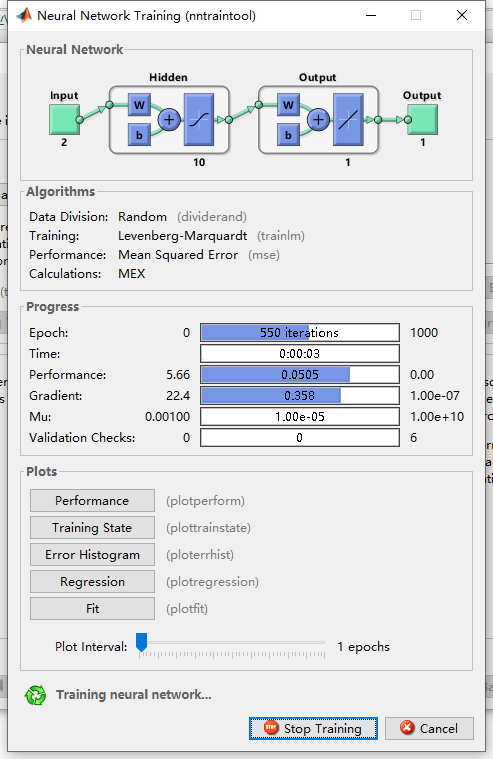 Neural Network Training (nntraintool)
Neural Network
Hidden
Output
Input
Output
W
W
b
b
2
10
1
1
Algorithms
Data Division: Random (dividerand)
Training: Levenberg-Marquardt (trainlm)
Performance: Mean Squared Error (mse)
Calculations: MEX
Progress
Epoch: 0 550 iterations 1000
Time: 0:00:03
Performance: 5.66 0.0505 0.00
Gradient: 22.4 0.358 1.00e-07
Mu: 0.00100 1.00e-05 1.00e+10
Validation Checks: 0 0 6
Plots
Performance (plotperform)
Training State (plottrainstate)
Error Histogram (ploterrhist)
Regression (plotregression)
Fit (plotfit)
Plot Interval: 1 epochs
Training neural network...
STOP Stop Training
Cancel